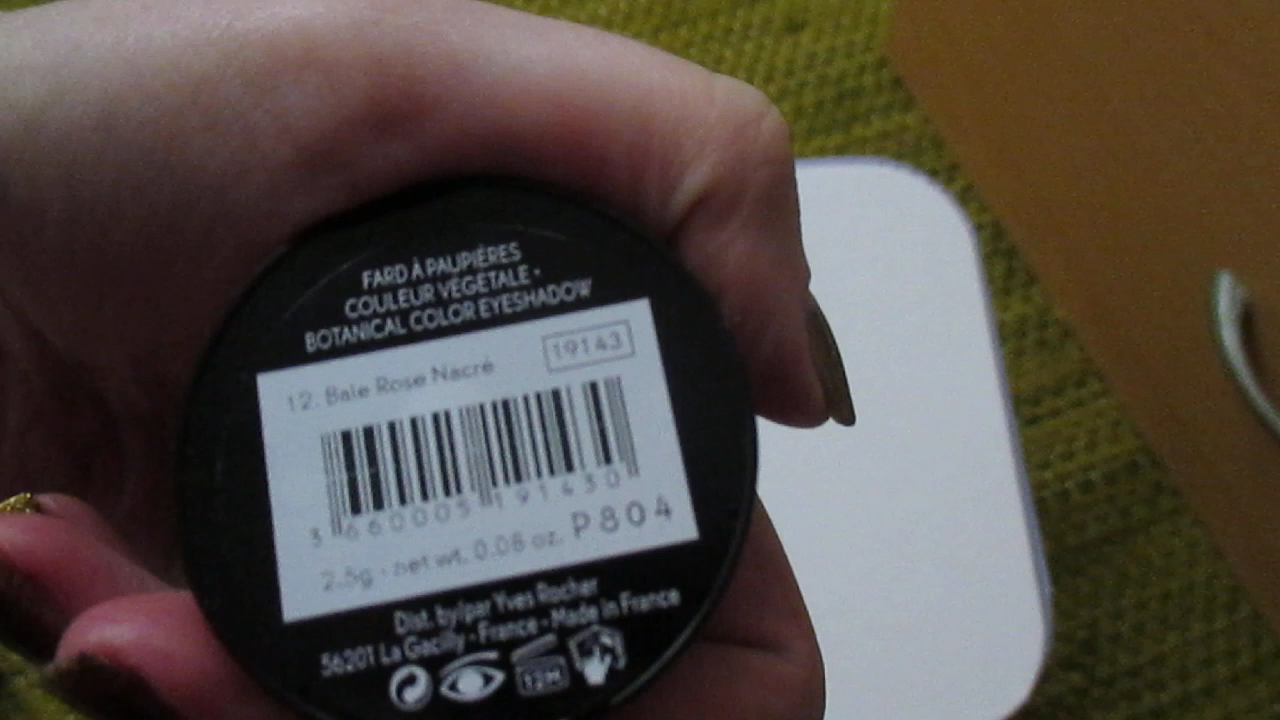 FARD À PAUPIÈRES
COULEUR VÉGÉTALE •
BOTANICAL COLOR EYESHADOW
12. Baie Rose Nacré 19143
3 660005 191430
2.5g • net wt. 0.08 oz. P804
Dist. by/par Yves Rocher
56201 La Gacilly - France - Made in France
12M